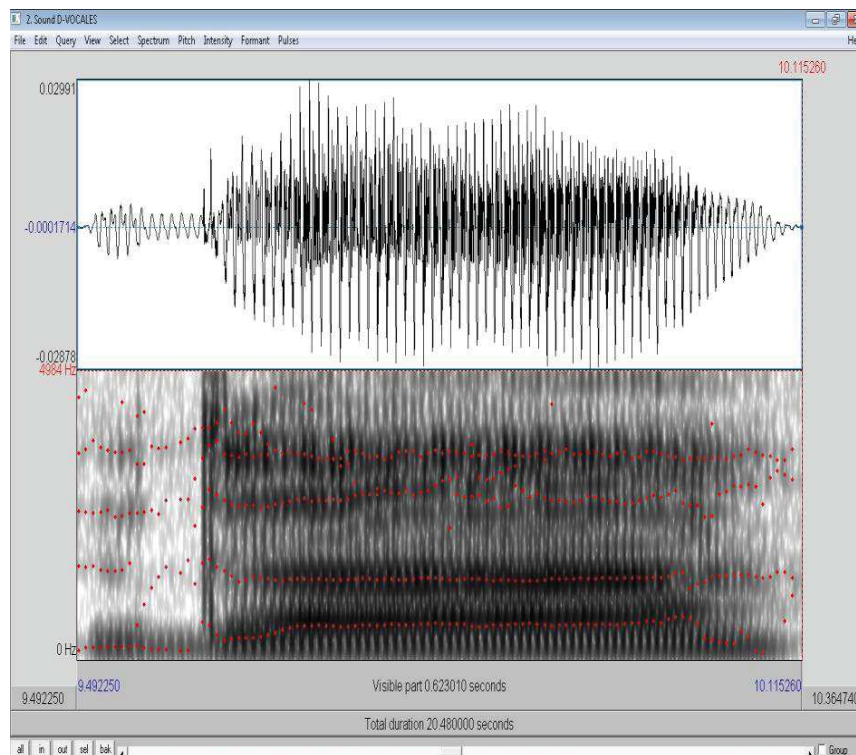 2. Sound D-VOCALES
File Edit Query View Select Spectrum Pitch Intensity Formant Pulses He
10.115260
0.02991
-0.0001714
-0.02878
4984 Hz
0 Hz
9.492250 Visible part 0.623010 seconds 10.115260
9.492250 10.364740
Total duration 20.480000 seconds
all in out sel bak Group